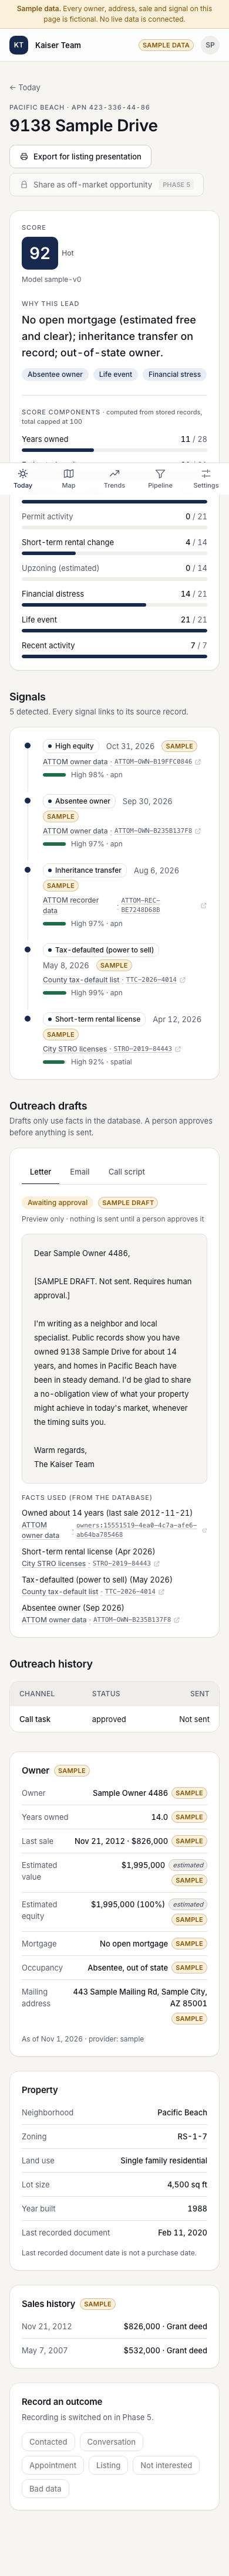 Sample data. Every owner, address, sale and signal on this
page is fictional. No live data is connected.
KT Kaiser Team SAMPLE DATA SP
← Today
PACIFIC BEACH · APN 423-336-44-86
9138 Sample Drive
Export for listing presentation
Share as off-market opportunity PHASE 5
SCORE
92 Hot
Model sample-v0
WHY THIS LEAD
No open mortgage (estimated free
and clear); inheritance transfer on
record; out-of-state owner.
Absentee owner Life event Financial stress
SCORE COMPONENTS · computed from stored records,
total capped at 100
Years owned 11 / 28
Today Map Trends Pipeline Settings
Permit activity 0 / 21
Short-term rental change 4 / 14
Upzoning (estimated) 0 / 14
Financial distress 14 / 21
Life event 21 / 21
Recent activity 7 / 7
Signals
5 detected. Every signal links to its source record.
High equity Oct 31, 2026 SAMPLE
ATTOM owner data · ATTOM-OWN-B19FFC0846
High 98% · apn
Absentee owner Sep 30, 2026
SAMPLE
ATTOM owner data · ATTOM-OWN-B235B137F8
High 97% · apn
Inheritance transfer Aug 6, 2026
SAMPLE
ATTOM recorder data · ATTOM-REC-BE7248D68B
High 97% · apn
Tax-defaulted (power to sell)
May 8, 2026 SAMPLE
County tax-default list · TTC-2026-4014
High 99% · apn
Short-term rental license Apr 12, 2026
SAMPLE
City STRO licenses · STRO-2019-84443
High 92% · spatial
Outreach drafts
Drafts only use facts in the database. A person approves
before anything is sent.
Letter Email Call script
Awaiting approval SAMPLE DRAFT
Preview only · nothing is sent until a person approves it
Dear Sample Owner 4486,
[SAMPLE DRAFT. Not sent. Requires human
approval.]
I'm writing as a neighbor and local
specialist. Public records show you have
owned 9138 Sample Drive for about 14
years, and homes in Pacific Beach have
been in steady demand. I'd be glad to share
a no-obligation view of what your property
might achieve in today's market, whenever
the timing suits you.
Warm regards,
The Kaiser Team
FACTS USED (FROM THE DATABASE)
Owned about 14 years (last sale 2012-11-21)
ATTOM owner data · owners:15551519-4ea0-4c7a-afe6-ab64ba785468
Short-term rental license (Apr 2026)
City STRO licenses · STRO-2019-84443
Tax-defaulted (power to sell) (May 2026)
County tax-default list · TTC-2026-4014
Absentee owner (Sep 2026)
ATTOM owner data · ATTOM-OWN-B235B137F8
Outreach history
CHANNEL STATUS SENT
Call task approved Not sent
Owner SAMPLE
Owner Sample Owner 4486 SAMPLE
Years owned 14.0 SAMPLE
Last sale Nov 21, 2012 · $826,000 SAMPLE
Estimated value $1,995,000 estimated SAMPLE
Estimated equity $1,995,000 (100%) estimated SAMPLE
Mortgage No open mortgage SAMPLE
Occupancy Absentee, out of state SAMPLE
Mailing address 443 Sample Mailing Rd, Sample City, AZ 85001 SAMPLE
As of Nov 1, 2026 · provider: sample
Property
Neighborhood Pacific Beach
Zoning RS-1-7
Land use Single family residential
Lot size 4,500 sq ft
Year built 1988
Last recorded document Feb 11, 2020
Last recorded document date is not a purchase date.
Sales history SAMPLE
Nov 21, 2012 $826,000 · Grant deed
May 7, 2007 $532,000 · Grant deed
Record an outcome
Recording is switched on in Phase 5.
Contacted Conversation
Appointment Listing Not interested
Bad data